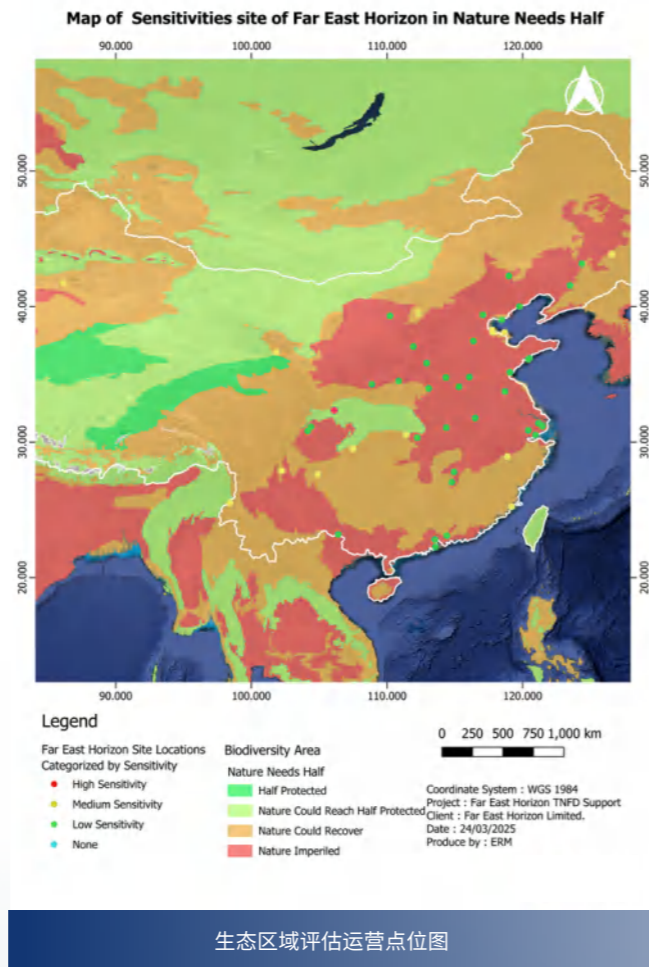 Map of Sensitivities site of Far East Horizon in Nature Needs Half
90.000 100.000 110.000 120.000
50.000 50.000
40.000 40.000
30.000 30.000
20.000 20.000
90.000 100.000 110.000 120.000
Legend
Far East Horizon Site Locations
Categorized by Sensitivity
High Sensitivity
Medium Sensitivity
Low Sensitivity
None
Biodiversity Area
Nature Needs Half
Half Protected
Nature Could Reach Half Protected
Nature Could Recover
Nature Imperiled
0 250 500 750 1,000 km
Coordinate System : WGS 1984
Project : Far East Horizon TNFD Support
Client : Far East Horizon Limited.
Date : 24/03/2025
Produce by : ERM
生态区域评估运营点位图